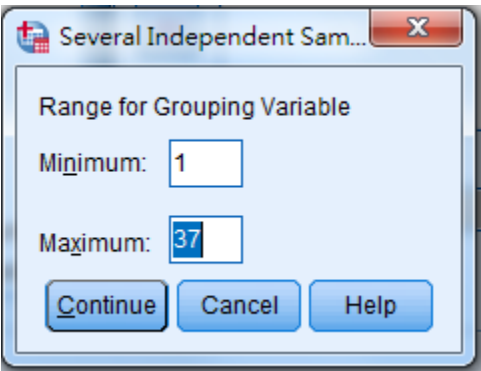 Several Independent Sam...
Range for Grouping Variable
Minimum: 1
Maximum: 37
Continue Cancel Help